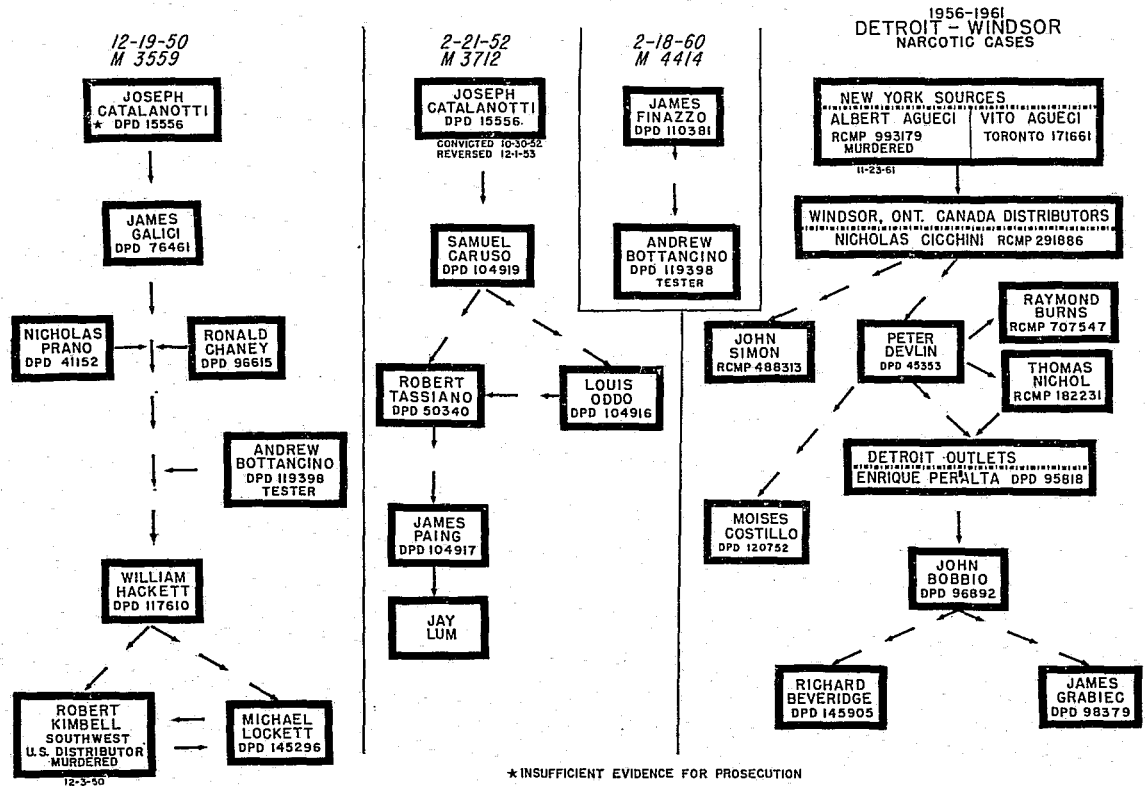 12-19-50
M 3559
JOSEPH
CATALANOTTI
★ DPD 15556
JAMES
GALICI
DPD 76461
NICHOLAS
PRANO
DPD 41152
RONALD
CHANEY
DPD 96615
ANDREW
BOTTANCINO
DPD 119398
TESTER
WILLIAM
HACKETT
DPD 117610
ROBERT
KIMBELL
SOUTHWEST
U.S. DISTRIBUTOR
MURDERED
12-3-50
MICHAEL
LOCKETT
DPD 145296
2-21-52
M 3712
JOSEPH
CATALANOTTI
DPD 15556.
CONVICTED 10-30-52
REVERSED 12-1-53
SAMUEL
CARUSO
DPD 104919
ROBERT
TASSIANO
DPD 50340
LOUIS
ODDO
DPD 104916
JAMES
PAING
DPD 104917
JAY
LUM
2-18-60
M 4414
JAMES
FINAZZO
DPD 110381
ANDREW
BOTTANCINO
DPD 119398
TESTER
1956-1961
DETROIT - WINDSOR
NARCOTIC CASES
NEW YORK SOURCES
ALBERT AGUECI
RCMP 993179
MURDERED
11-23-61
VITO AGUECI
TORONTO 171661
WINDSOR, ONT. CANADA DISTRIBUTORS
NICHOLAS CICCHINI RCMP 291886
JOHN
SIMON
RCMP 488313
PETER
DEVLIN
DPD 45353
RAYMOND
BURNS
RCMP 707547
THOMAS
NICHOL
RCMP 182231
DETROIT OUTLETS
ENRIQUE PERALTA DPD 95818
MOISES
COSTILLO
DPD 120752
JOHN
BOBBIO
DPD 96892
RICHARD
BEVERIDGE
DPD 145905
JAMES
GRABIEC
DPD 98379
★ INSUFFICIENT EVIDENCE FOR PROSECUTION